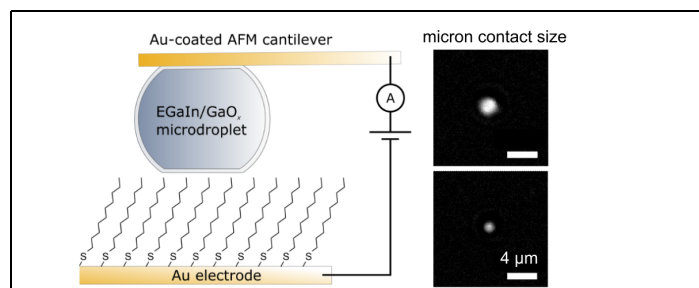 Au-coated AFM cantilever
micron contact size
A
EGaIn/GaOₓ
microdroplet
S S S S S S S S S S S
4 μm
Au electrode